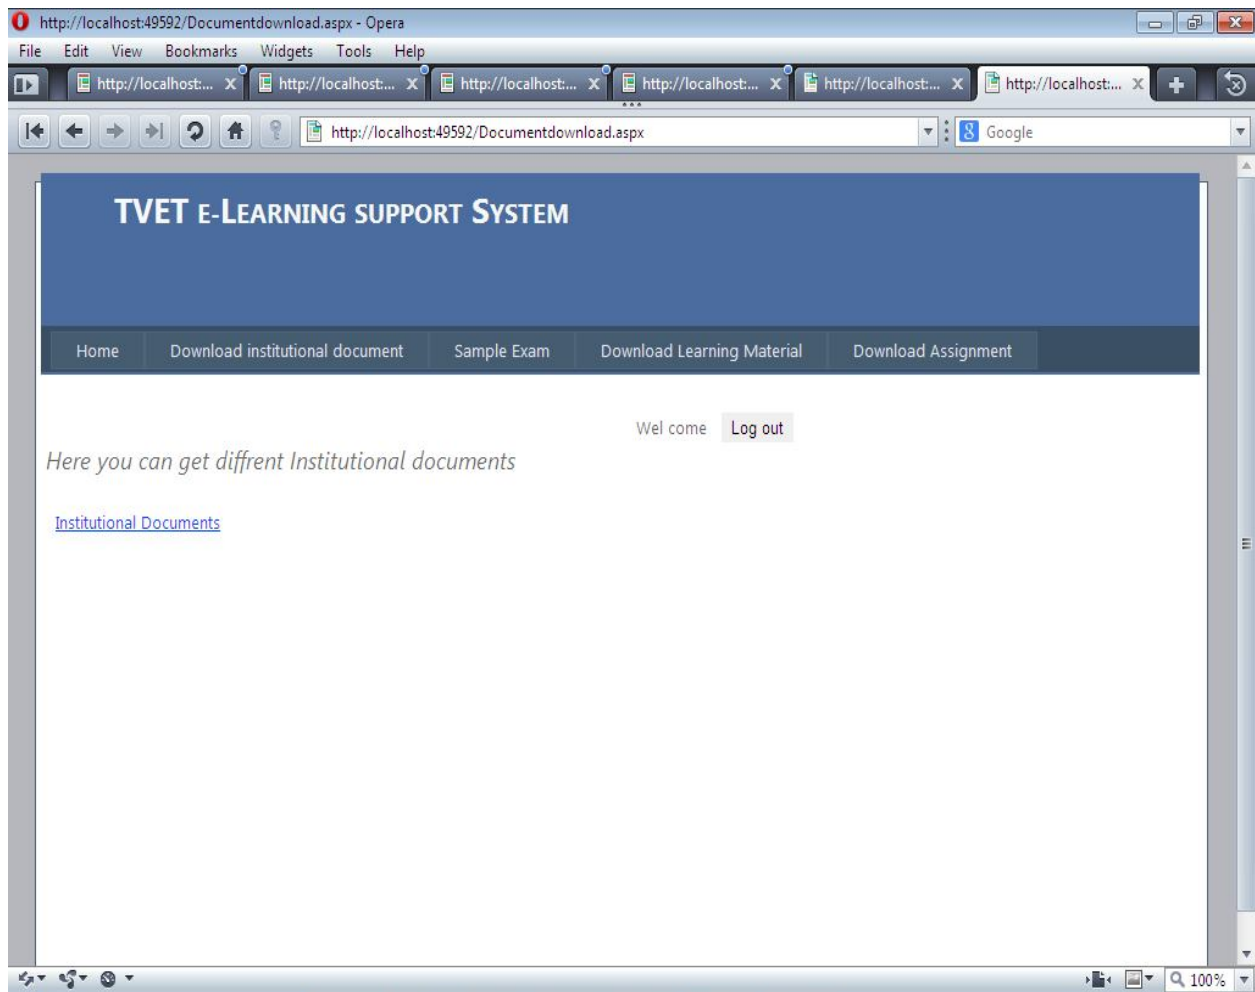 http://localhost:49592/Documentdownload.aspx - Opera
File Edit View Bookmarks Widgets Tools Help
http://localhost:... http://localhost:... http://localhost:... http://localhost:... http://localhost:... http://localhost:...
http://localhost:49592/Documentdownload.aspx Google
TVET E-LEARNING SUPPORT SYSTEM
Home Download institutional document Sample Exam Download Learning Material Download Assignment
Wel come Log out
Here you can get diffrent Institutional documents
Institutional Documents
100%